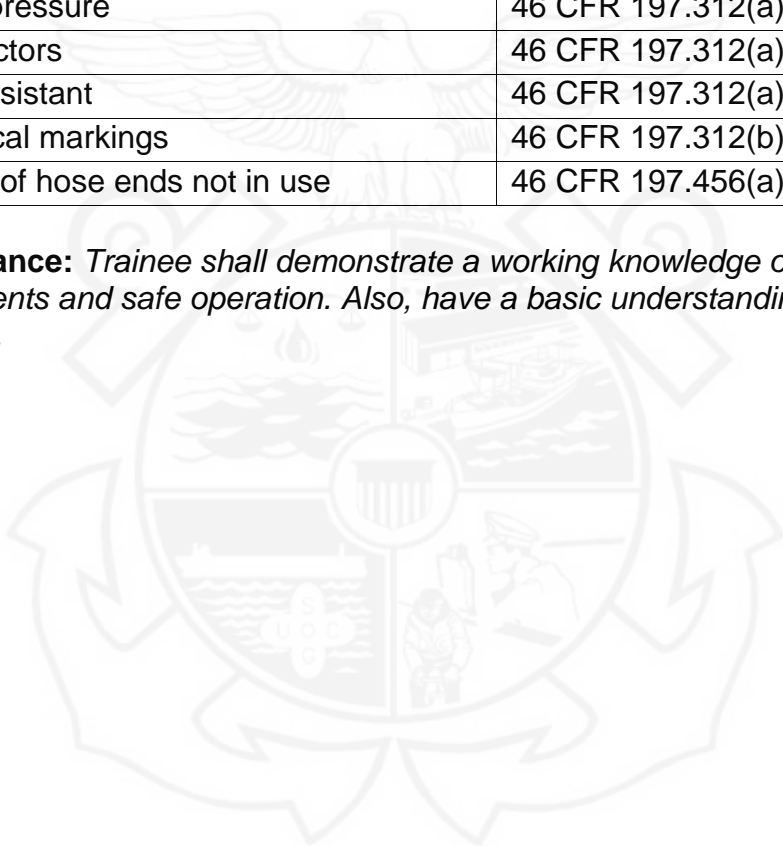 pressure 46 CFR 197.312(a)
ctors 46 CFR 197.312(a)
sistant 46 CFR 197.312(a)
cal markings 46 CFR 197.312(b)
of hose ends not in use 46 CFR 197.456(a)
ance: Trainee shall demonstrate a working knowledge o
ents and safe operation. Also, have a basic understandin
.
S
U O C
G